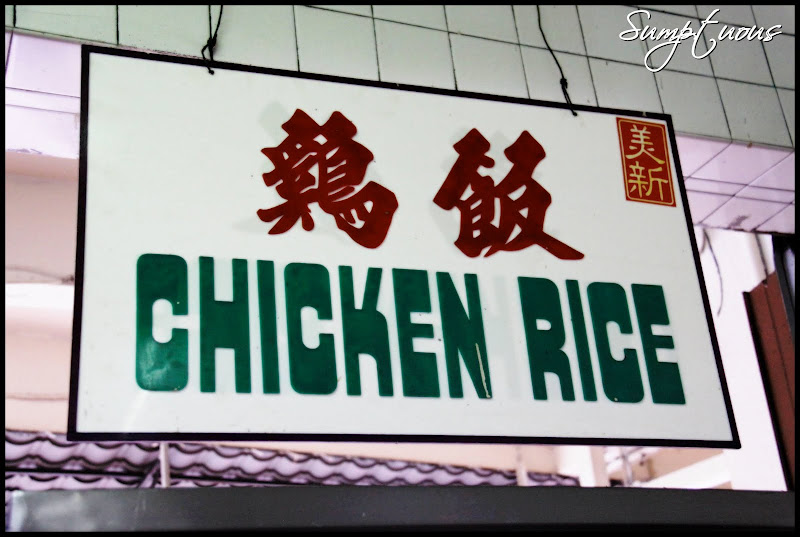 Sumptuous
鷄飯
美新
CHICKEN RICE